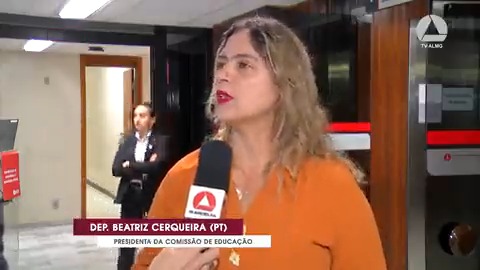 TV ALMG
ASSEMBLEIA
DEP. BEATRIZ CERQUEIRA (PT)
PRESIDENTA DA COMISSÃO DE EDUCAÇÃO